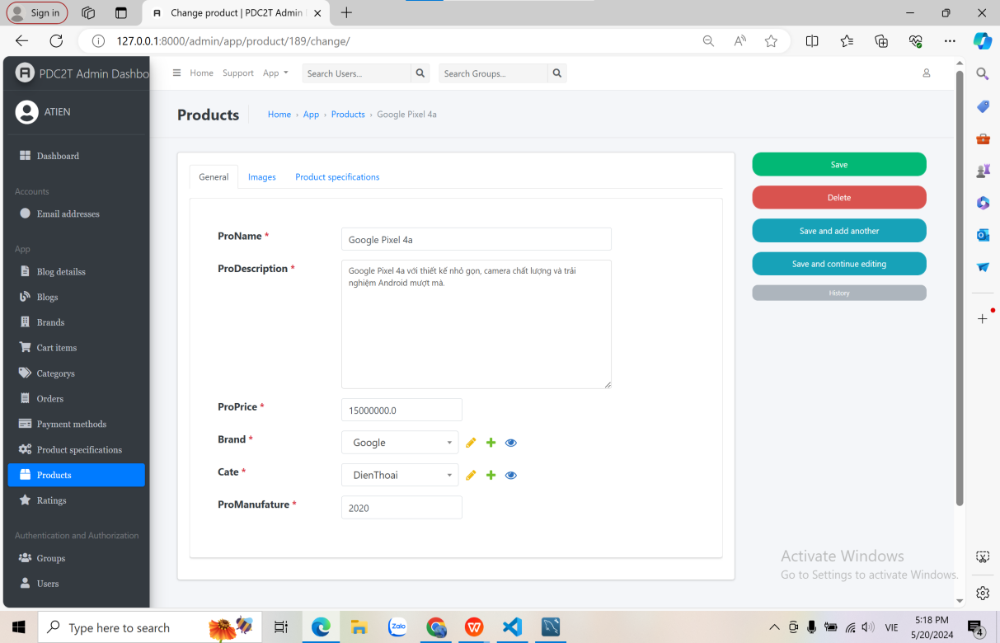 Sign in
Change product | PDC2T Admin
127.0.0.1:8000/admin/app/product/189/change/
PDC2T Admin Dashbo
Home Support App Search Users... Search Groups...
ATIEN
Products Home › App › Products › Google Pixel 4a
Dashboard
Accounts
Email addresses
App
Blog detailss
Blogs
Brands
Cart items
Categorys
Orders
Payment methods
Product specifications
Products
Ratings
Authentication and Authorization
Groups
Users
General Images Product specifications
ProName *
Google Pixel 4a
ProDescription *
Google Pixel 4a với thiết kế nhỏ gọn, camera chất lượng và trải
nghiệm Android mượt mà.
ProPrice *
15000000.0
Brand *
Google
Cate *
DienThoai
ProManufature *
2020
Save
Delete
Save and add another
Save and continue editing
History
Activate Windows
Go to Settings to activate Windows.
Type here to search
Zalo
VIE
5:18 PM
5/20/2024
4